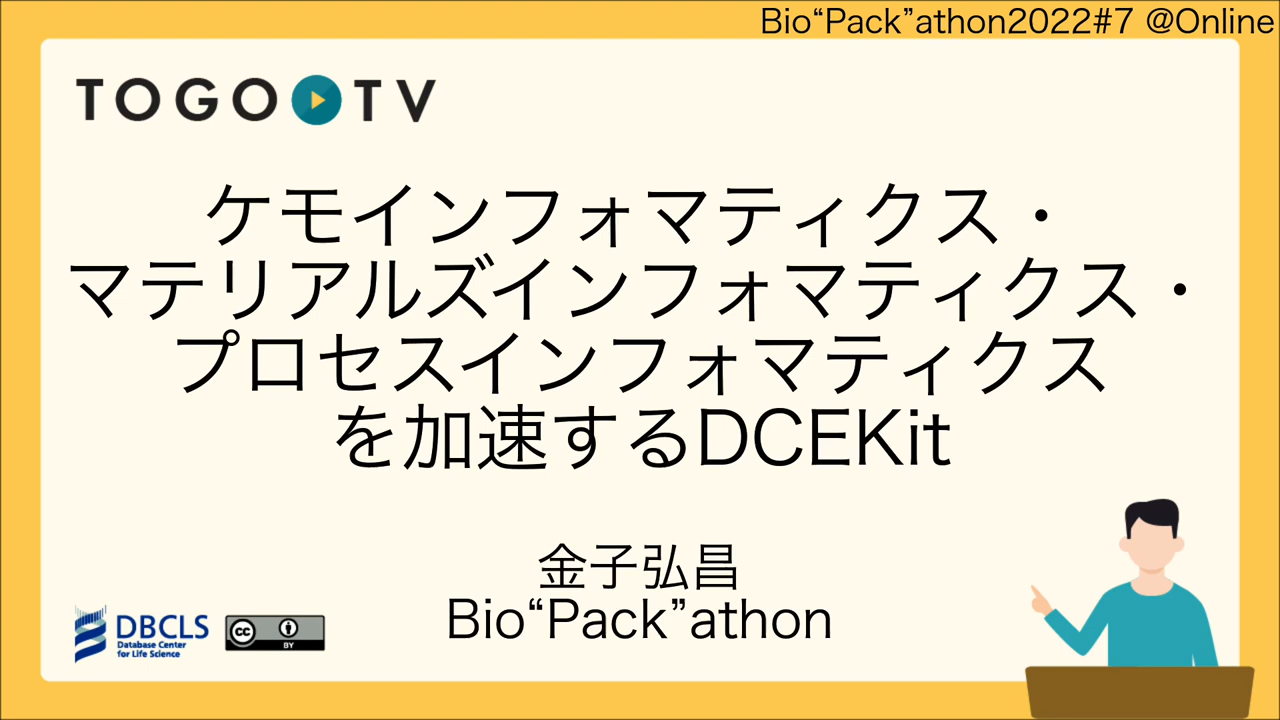 Bio“Pack”athon2022#7 @Online
TOGO TV
ケモインフォマティクス・
マテリアルズインフォマティクス・
プロセスインフォマティクス
を加速するDCEKit
金子弘昌
Bio“Pack”athon
DBCLS
Database Center
for Life Science
cc
BY